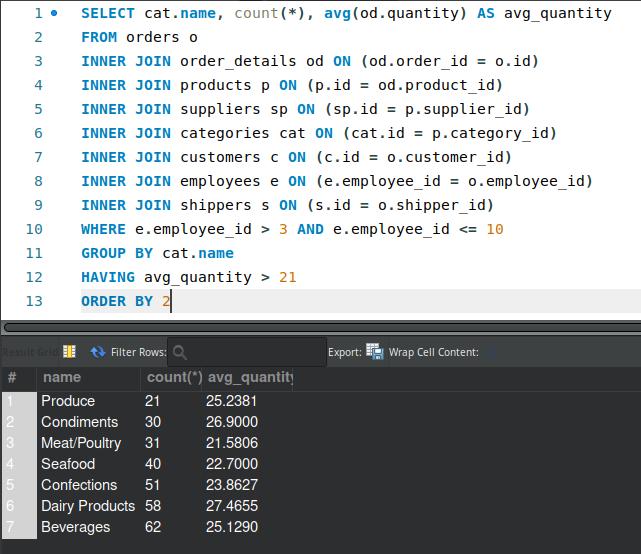 1 SELECT cat.name, count(*), avg(od.quantity) AS avg_quantity
2 FROM orders o
3 INNER JOIN order_details od ON (od.order_id = o.id)
4 INNER JOIN products p ON (p.id = od.product_id)
5 INNER JOIN suppliers sp ON (sp.id = p.supplier_id)
6 INNER JOIN categories cat ON (cat.id = p.category_id)
7 INNER JOIN customers c ON (c.id = o.customer_id)
8 INNER JOIN employees e ON (e.employee_id = o.employee_id)
9 INNER JOIN shippers s ON (s.id = o.shipper_id)
10 WHERE e.employee_id > 3 AND e.employee_id <= 10
11 GROUP BY cat.name
12 HAVING avg_quantity > 21
13 ORDER BY 2
Result Grid Filter Rows: Export: Wrap Cell Content:
# name count(*) avg_quantity
1 Produce 21 25.2381
2 Condiments 30 26.9000
3 Meat/Poultry 31 21.5806
4 Seafood 40 22.7000
5 Confections 51 23.8627
6 Dairy Products 58 27.4655
7 Beverages 62 25.1290